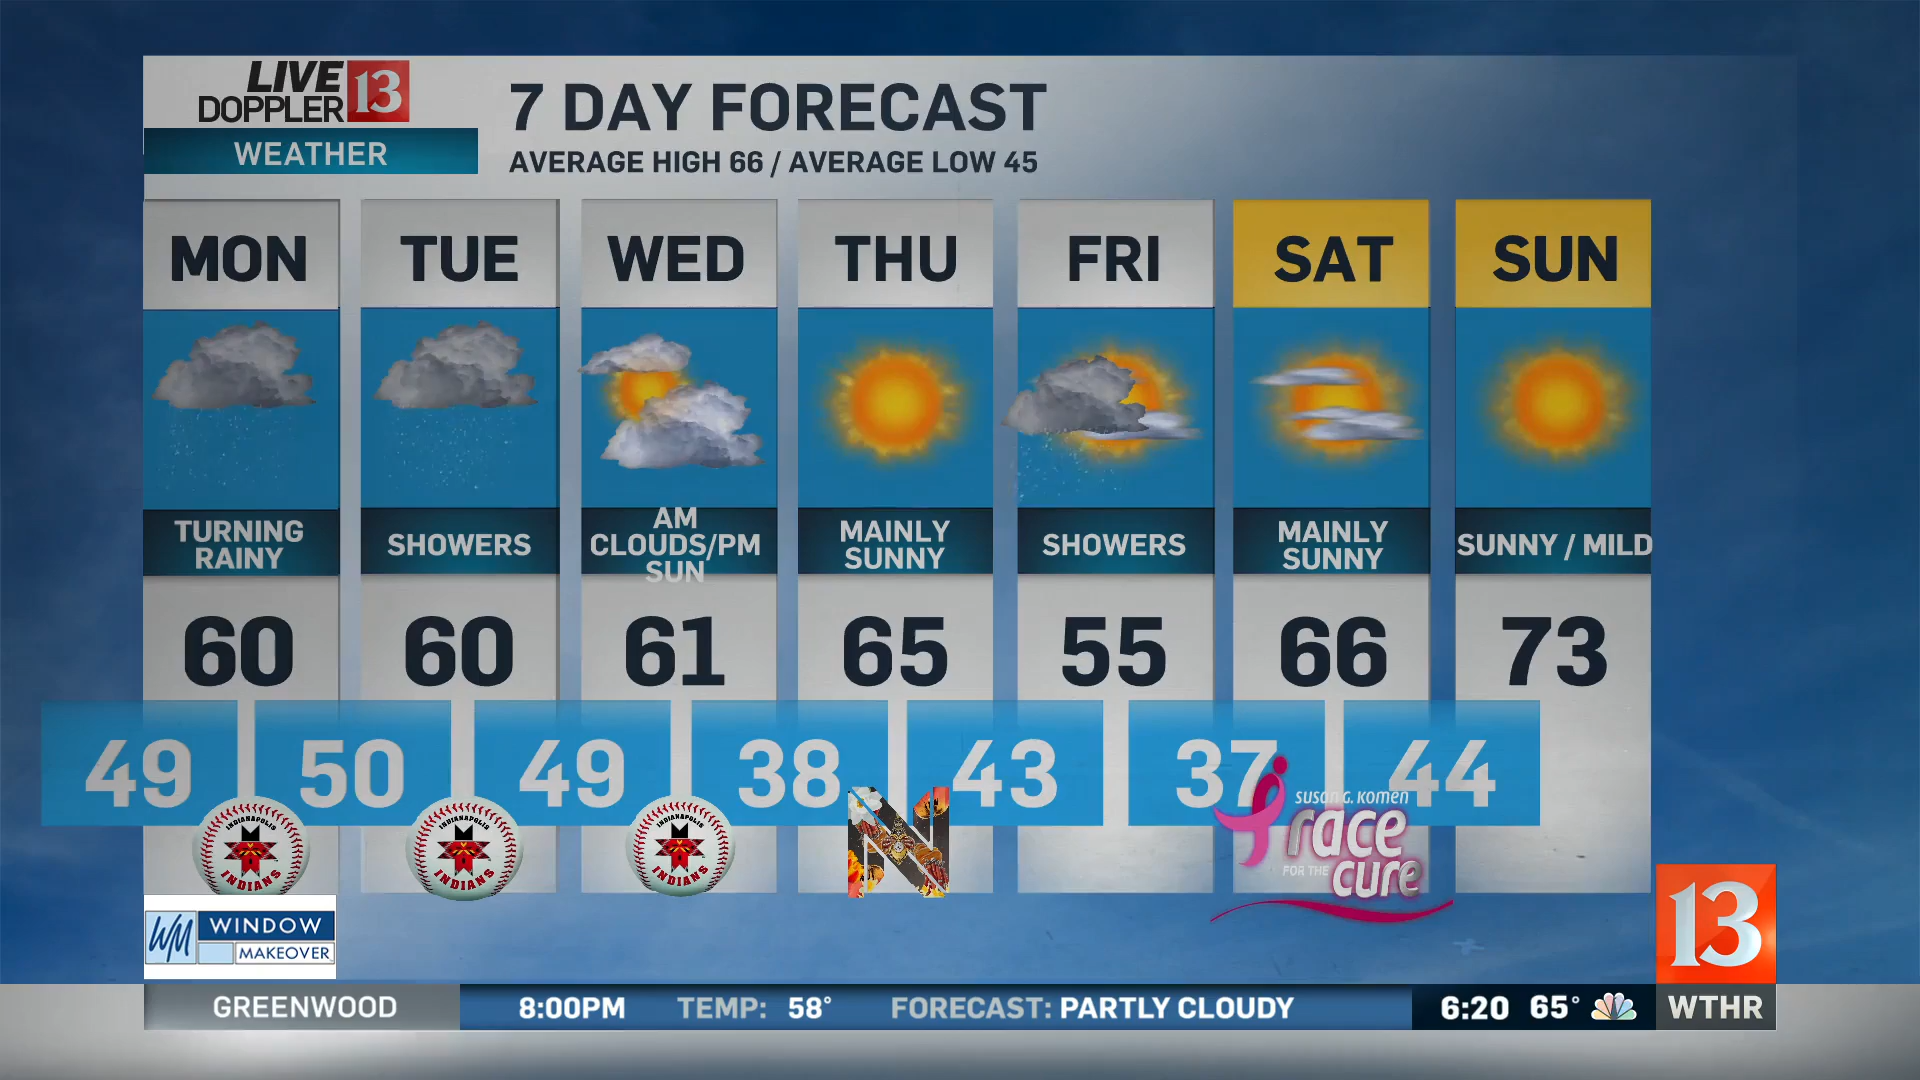 LIVE
DOPPLER 13
WEATHER
7 DAY FORECAST
AVERAGE HIGH 66 / AVERAGE LOW 45
MON TUE WED THU FRI SAT SUN
TURNING
RAINY
SHOWERS
AM
CLOUDS/PM
SUN
MAINLY
SUNNY
SHOWERS
MAINLY
SUNNY
SUNNY / MILD
60 60 61 65 55 66 73
49 50 49 38 43 37 44
INDIANAPOLIS
INDIANS
INDIANAPOLIS
INDIANS
INDIANAPOLIS
INDIANS
N
SUSAN G. KOMEN
race
FOR THE cure
WM WINDOW
MAKEOVER
13
GREENWOOD 8:00PM TEMP: 58° FORECAST: PARTLY CLOUDY 6:20 65° WTHR